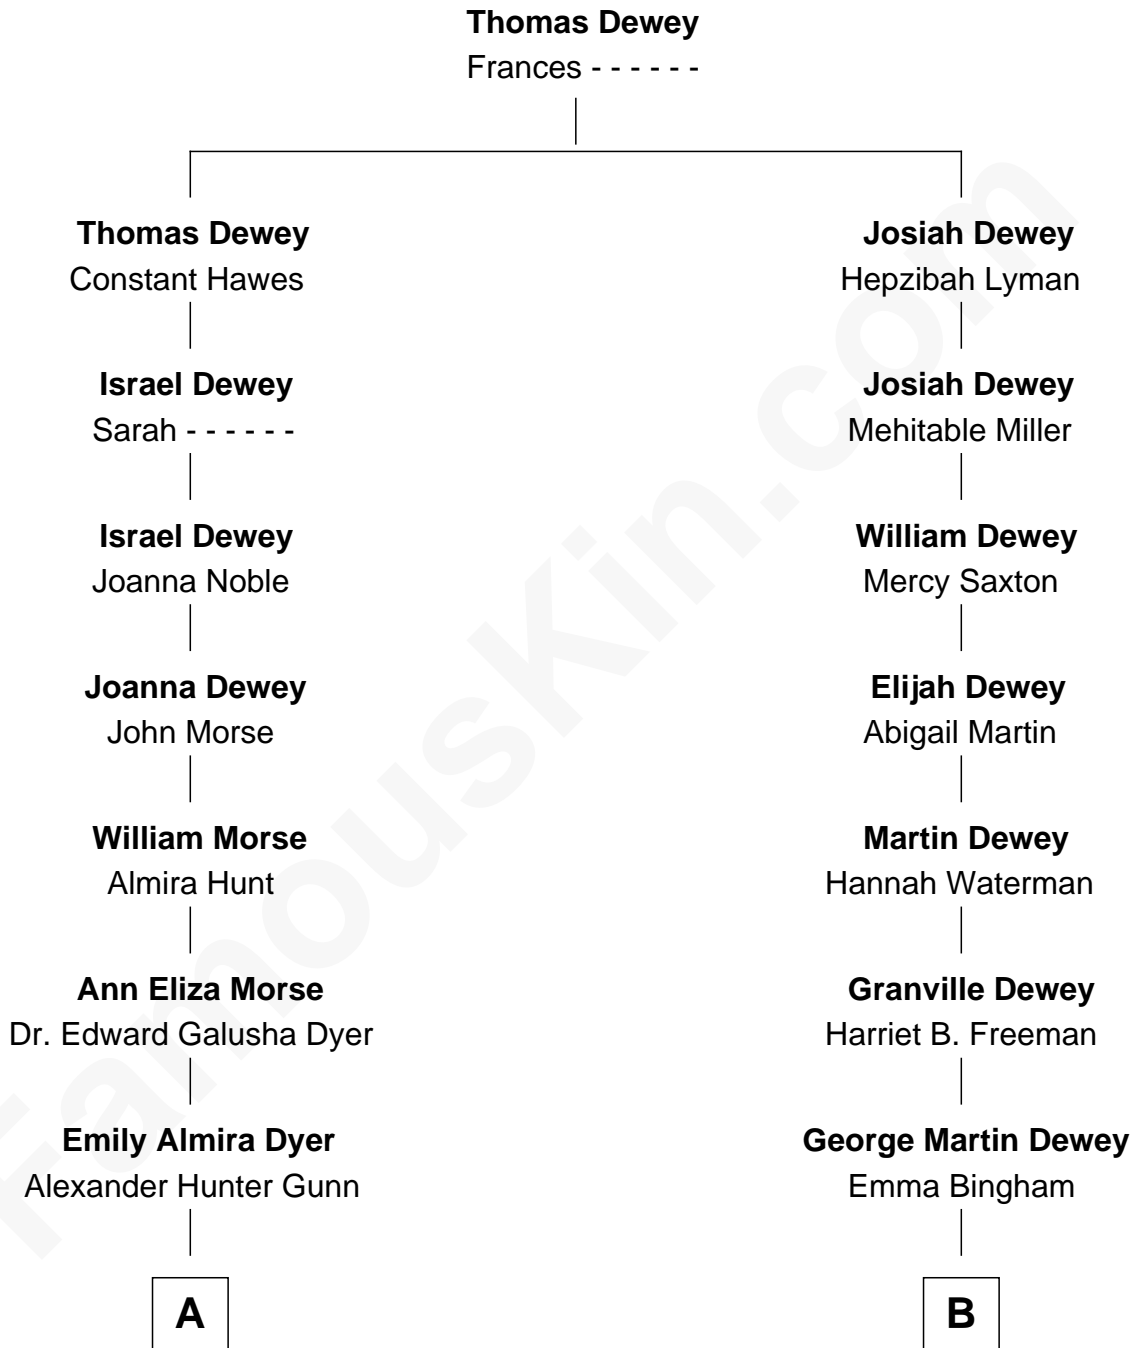 Thomas Dewey
Frances - - - - - -
Thomas Dewey
Constant Hawes
Josiah Dewey
Hepzibah Lyman
Israel Dewey
Sarah - - - - - -
Josiah Dewey
Mehitable Miller
Israel Dewey
Joanna Noble
William Dewey
Mercy Saxton
Joanna Dewey
John Morse
Elijah Dewey
Abigail Martin
William Morse
Almira Hunt
Martin Dewey
Hannah Waterman
Ann Eliza Morse
Dr. Edward Galusha Dyer
Granville Dewey
Harriet B. Freeman
Emily Almira Dyer
Alexander Hunter Gunn
George Martin Dewey
Emma Bingham
A
B
FamousKin.com